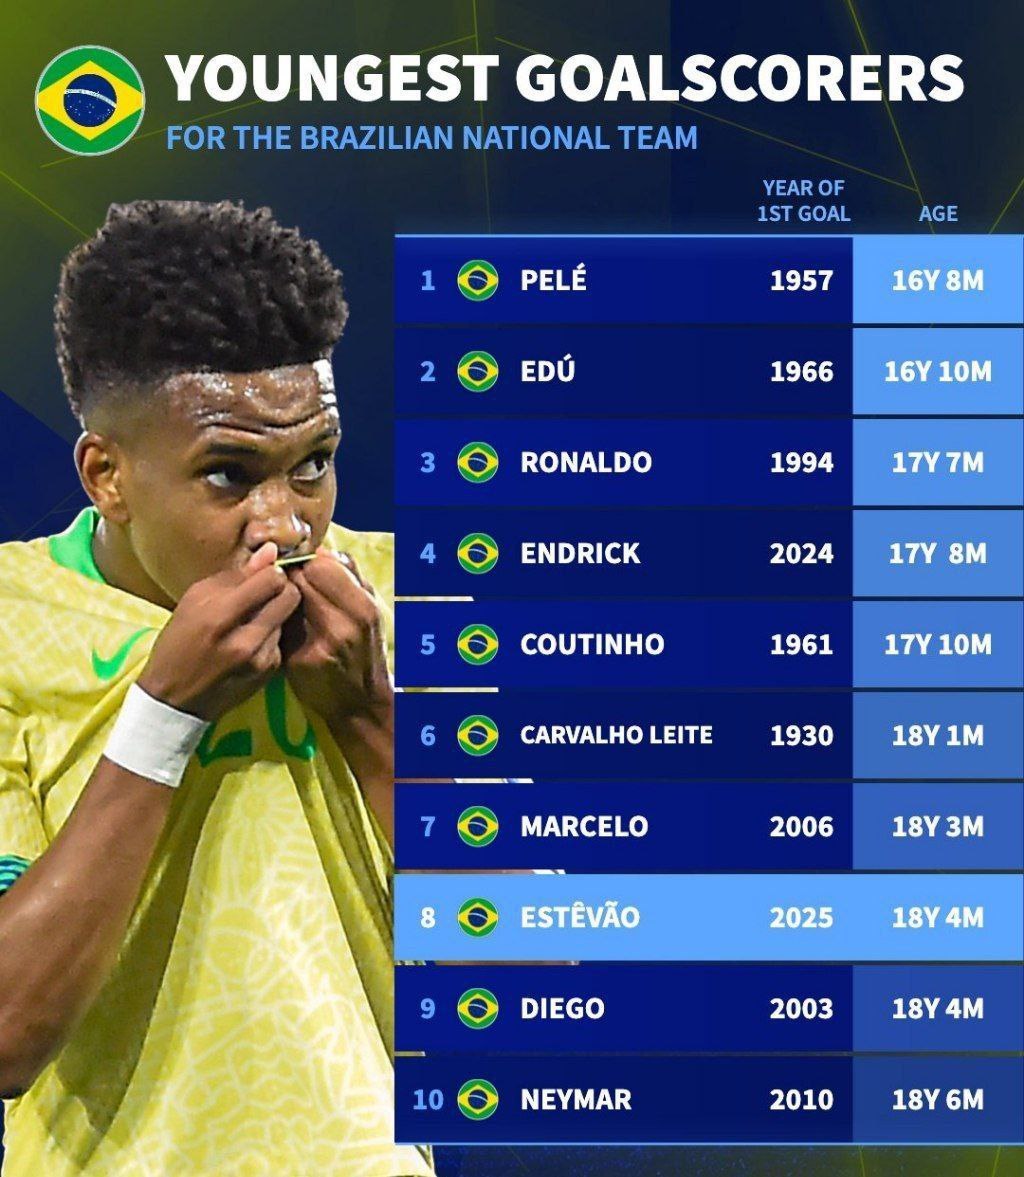 YOUNGEST GOALSCORERS
FOR THE BRAZILIAN NATIONAL TEAM
YEAR OF
1ST GOAL AGE
1 PELÉ 1957 16Y 8M
2 EDÚ 1966 16Y 10M
3 RONALDO 1994 17Y 7M
4 ENDRICK 2024 17Y 8M
5 COUTINHO 1961 17Y 10M
6 CARVALHO LEITE 1930 18Y 1M
7 MARCELO 2006 18Y 3M
8 ESTÊVÃO 2025 18Y 4M
9 DIEGO 2003 18Y 4M
10 NEYMAR 2010 18Y 6M